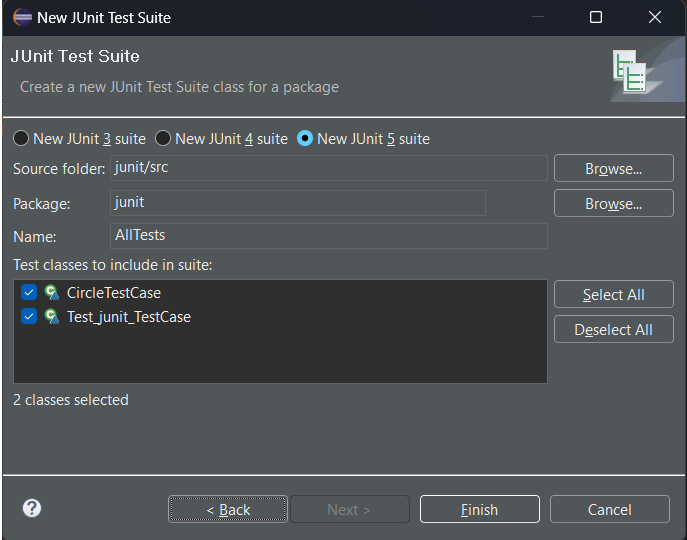 New JUnit Test Suite
JUnit Test Suite
Create a new JUnit Test Suite class for a package
New JUnit 3 suite New JUnit 4 suite New JUnit 5 suite
Source folder: junit/src Browse...
Package: junit Browse...
Name: AllTests
Test classes to include in suite:
CircleTestCase Select All
Test_junit_TestCase Deselect All
2 classes selected
? < Back Next > Finish Cancel